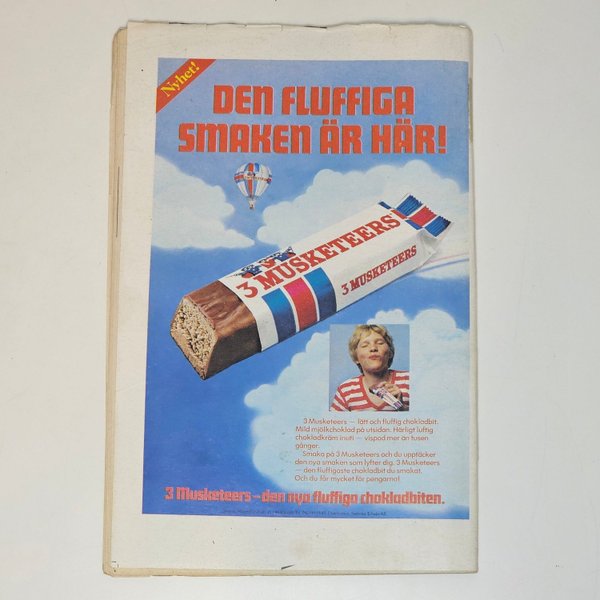 Nyhet!
DEN FLUFFIGA
SMAKEN ÄR HÄR!
3 MUSKETEERS
3 MUSKETEERS
3 Musketeers — lätt och fluffig chokladbit.
Mild mjölkchoklad på utsidan. Härligt luftig
chokladkräm inuti — vispad mer än tusen
gånger.
Smaka på 3 Musketeers och du upptäcker
den nya smaken som lyfter dig. 3 Musketeers
— den fluffigaste chokladbit du smakat.
Och du får mycket för pengarna!
3 Musketeers – den nya fluffiga chokladbiten.